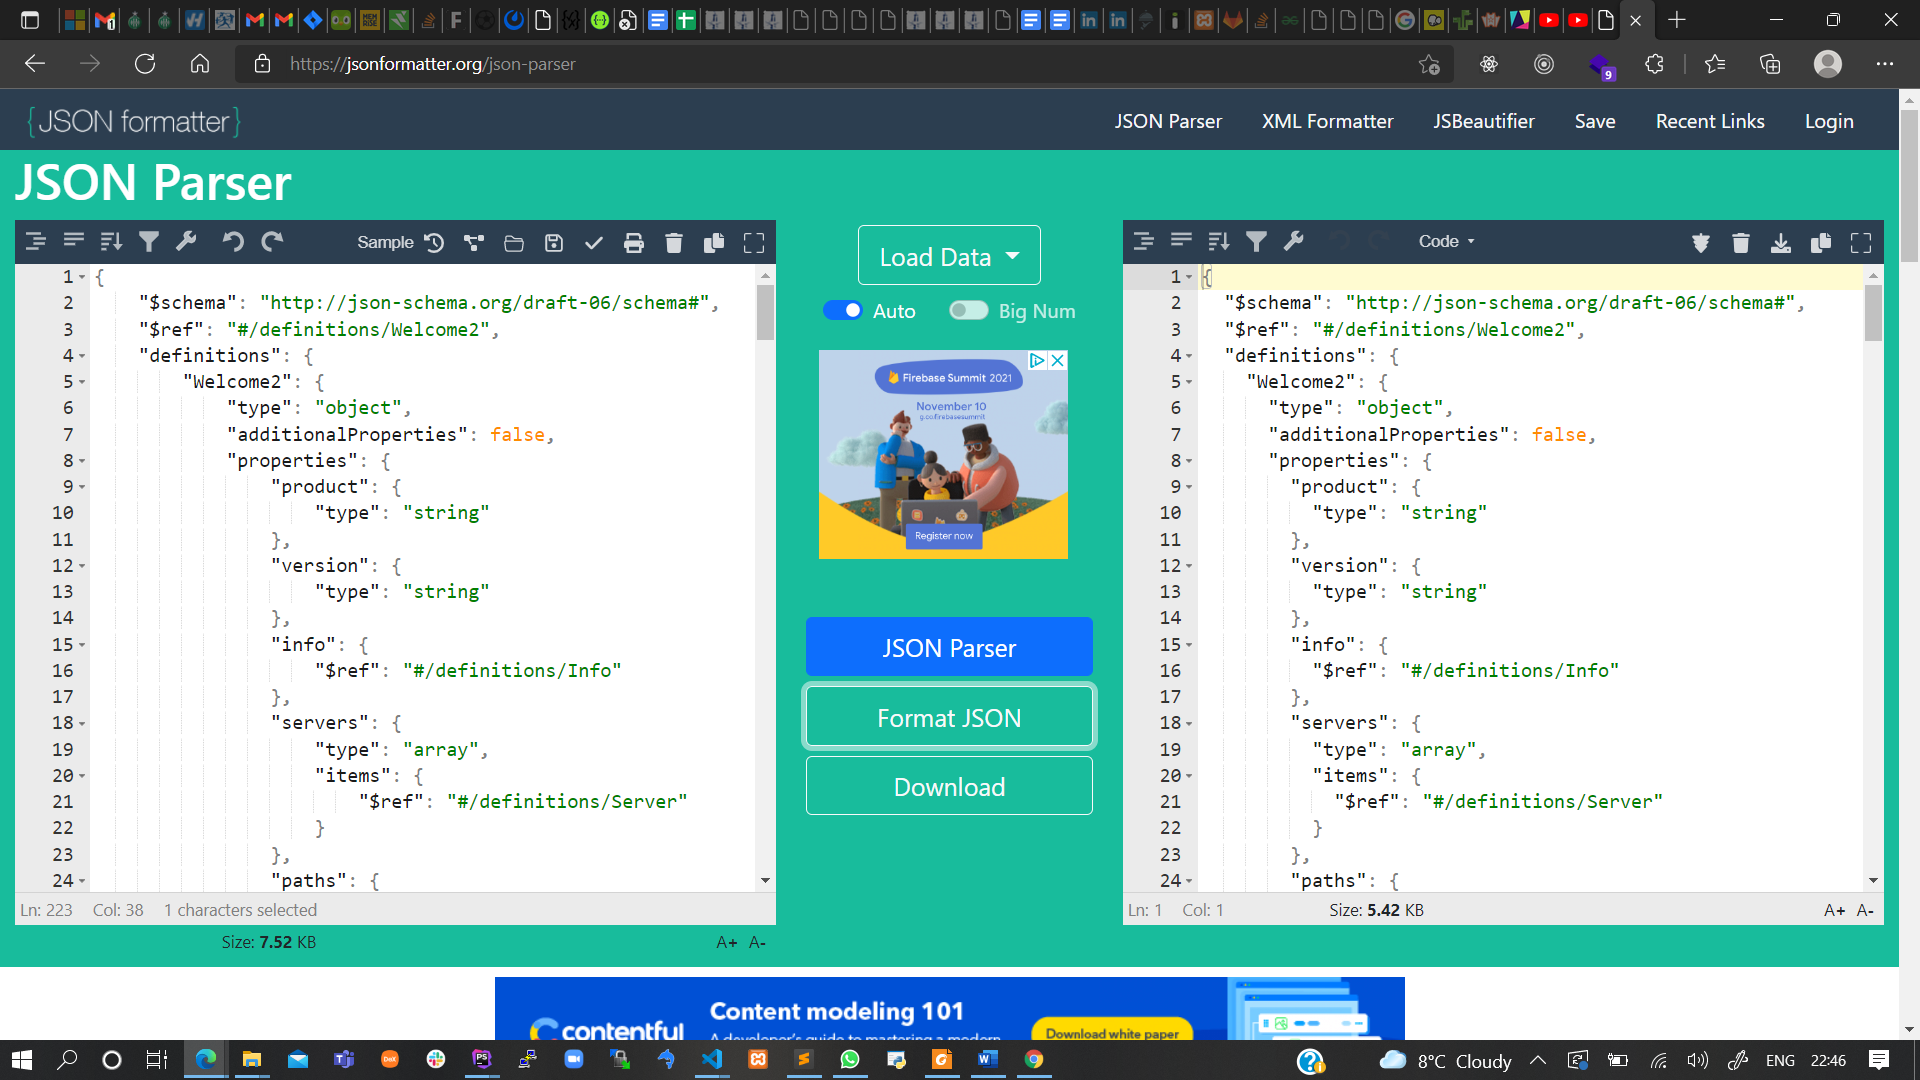 9
https://jsonformatter.org/json-parser
{JSON formatter}
JSON Parser
XML Formatter
JSBeautifier
Save
Recent Links
Login
JSON Parser
Sample
1 {
2 "$schema": "http://json-schema.org/draft-06/schema#",
3 "$ref": "#/definitions/Welcome2",
4 "definitions": {
5 "Welcome2": {
6 "type": "object",
7 "additionalProperties": false,
8 "properties": {
9 "product": {
10 "type": "string"
11 },
12 "version": {
13 "type": "string"
14 },
15 "info": {
16 "$ref": "#/definitions/Info"
17 },
18 "servers": {
19 "type": "array",
20 "items": {
21 "$ref": "#/definitions/Server"
22 }
23 },
24 "paths": {
Ln: 223 Col: 38 1 characters selected
Size: 7.52 KB
A+ A-
Load Data
Auto
Big Num
Firebase Summit 2021
November 10
g.co/firebasesummit
Register now
JSON Parser
Format JSON
Download
Code
1 {
2 "$schema": "http://json-schema.org/draft-06/schema#",
3 "$ref": "#/definitions/Welcome2",
4 "definitions": {
5 "Welcome2": {
6 "type": "object",
7 "additionalProperties": false,
8 "properties": {
9 "product": {
10 "type": "string"
11 },
12 "version": {
13 "type": "string"
14 },
15 "info": {
16 "$ref": "#/definitions/Info"
17 },
18 "servers": {
19 "type": "array",
20 "items": {
21 "$ref": "#/definitions/Server"
22 }
23 },
24 "paths": {
Ln: 1 Col: 1
Size: 5.42 KB
A+ A-
contentful
Content modeling 101
A developer's guide to mastering a modern
Download white paper
8°C Cloudy
ENG
22:46